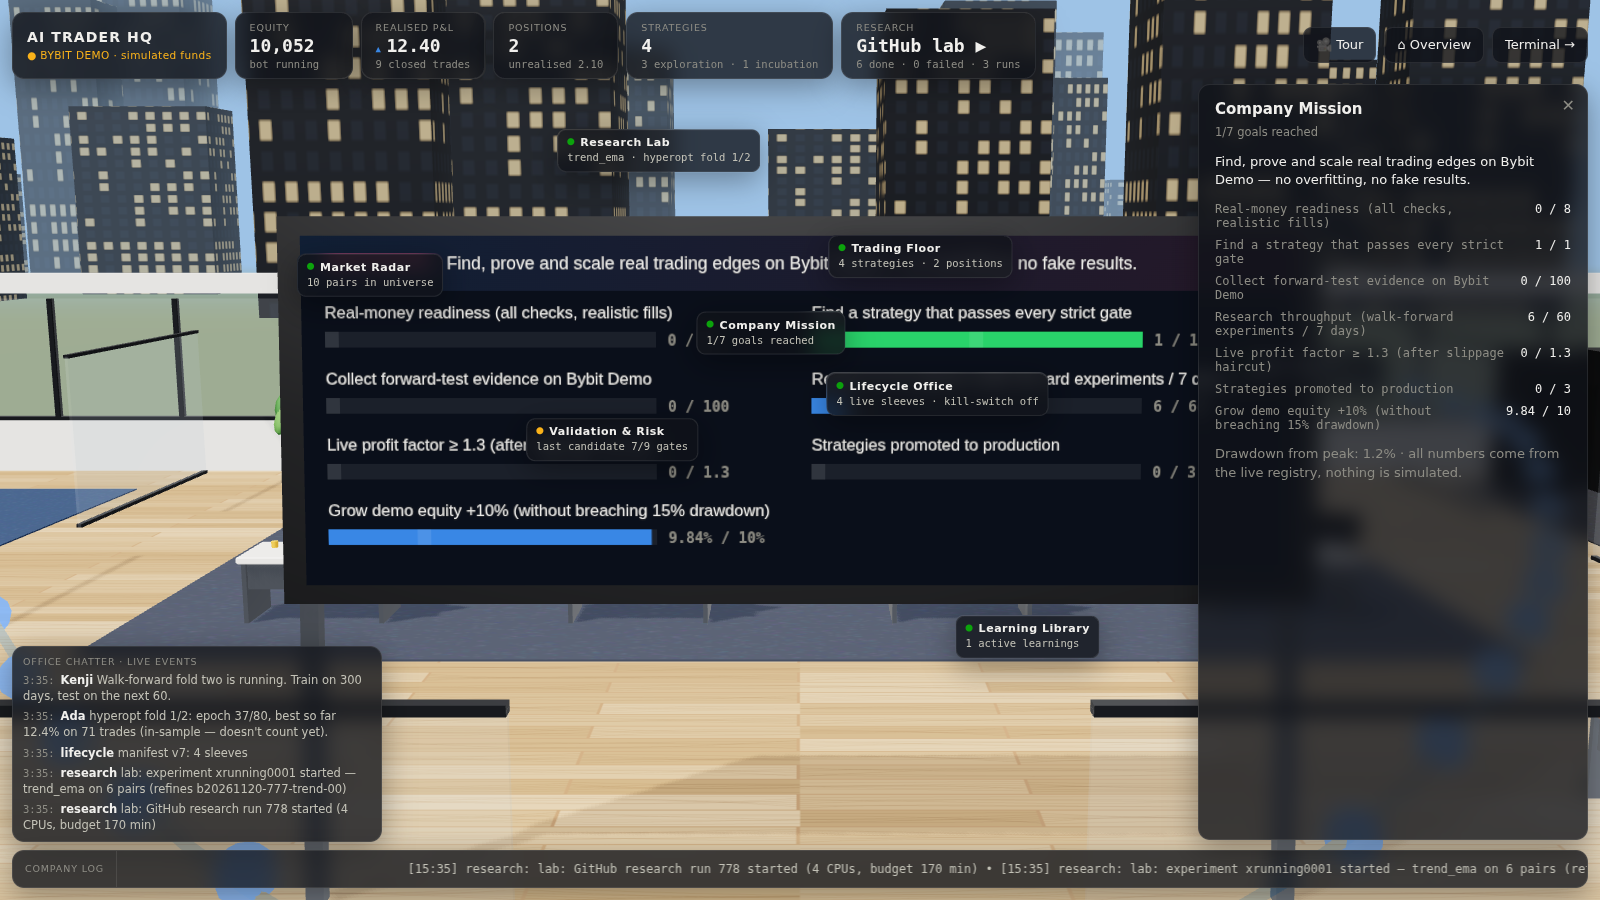 AI TRADER HQ
● BYBIT DEMO · simulated funds
EQUITY
10,052
bot running
REALISED P&L
▲ 12.40
9 closed trades
POSITIONS
2
unrealised 2.10
STRATEGIES
4
3 exploration · 1 incubation
RESEARCH
GitHub lab ▶
6 done · 0 failed · 3 runs
Tour
⌂ Overview
Terminal →
Research Lab
trend_ema · hyperopt fold 1/2
Market Radar
10 pairs in universe
Trading Floor
4 strategies · 2 positions
Company Mission
1/7 goals reached
Lifecycle Office
4 live sleeves · kill-switch off
Validation & Risk
last candidate 7/9 gates
Learning Library
1 active learnings
Find, prove and scale real trading edges on Bybit no fake results.
Real-money readiness (all checks, realistic fills)
0 /
Find a strategy that passes every strict gate
1 / 1
Collect forward-test evidence on Bybit Demo
0 / 100
ard experiments / 7 d
6 / 6
Live profit factor ≥ 1.3 (after
0 / 1.3
Strategies promoted to production
0 / 3
Grow demo equity +10% (without breaching 15% drawdown)
9.84% / 10%
Company Mission
×
1/7 goals reached
Find, prove and scale real trading edges on Bybit
Demo — no overfitting, no fake results.
Real-money readiness (all checks, 0 / 8
realistic fills)
Find a strategy that passes every strict 1 / 1
gate
Collect forward-test evidence on Bybit 0 / 100
Demo
Research throughput (walk-forward 6 / 60
experiments / 7 days)
Live profit factor ≥ 1.3 (after slippage 0 / 1.3
haircut)
Strategies promoted to production 0 / 3
Grow demo equity +10% (without 9.84 / 10
breaching 15% drawdown)
Drawdown from peak: 1.2% · all numbers come from
the live registry, nothing is simulated.
OFFICE CHATTER · LIVE EVENTS
3:35: Kenji Walk-forward fold two is running. Train on 300
days, test on the next 60.
3:35: Ada hyperopt fold 1/2: epoch 37/80, best so far
12.4% on 71 trades (in-sample — doesn't count yet).
3:35: lifecycle manifest v7: 4 sleeves
3:35: research lab: experiment xrunning0001 started —
trend_ema on 6 pairs (refines b20261120-777-trend-00)
3:35: research lab: GitHub research run 778 started (4
CPUs, budget 170 min)
COMPANY LOG
[15:35] research: lab: GitHub research run 778 started (4 CPUs, budget 170 min) • [15:35] research: lab: experiment xrunning0001 started — trend_ema on 6 pairs (re